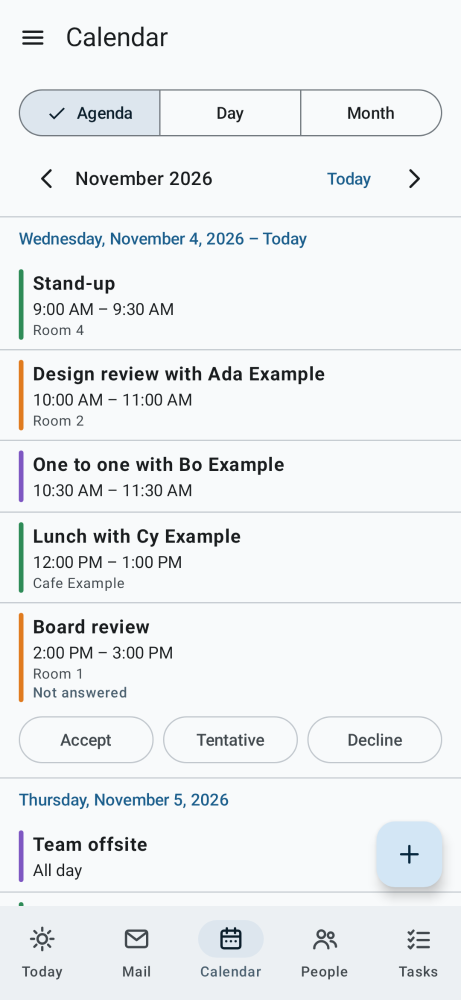 Calendar
Agenda
Day
Month
November 2026
Today
Wednesday, November 4, 2026 – Today
Stand-up
9:00 AM – 9:30 AM
Room 4
Design review with Ada Example
10:00 AM – 11:00 AM
Room 2
One to one with Bo Example
10:30 AM – 11:30 AM
Lunch with Cy Example
12:00 PM – 1:00 PM
Cafe Example
Board review
2:00 PM – 3:00 PM
Room 1
Not answered
Accept
Tentative
Decline
Thursday, November 5, 2026
Team offsite
All day
Today
Mail
Calendar
People
Tasks